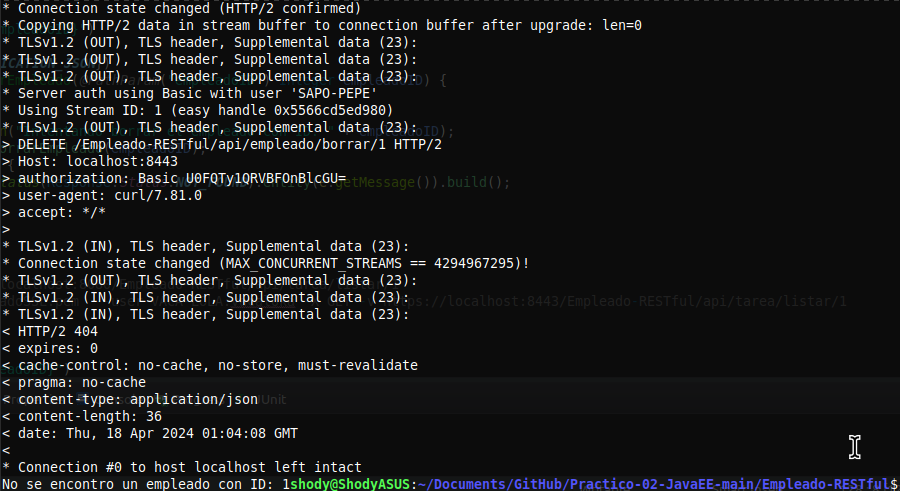 * Connection state changed (HTTP/2 confirmed)
* Copying HTTP/2 data in stream buffer to connection buffer after upgrade: len=0
* TLSv1.2 (OUT), TLS header, Supplemental data (23):
* TLSv1.2 (OUT), TLS header, Supplemental data (23):
* TLSv1.2 (OUT), TLS header, Supplemental data (23):
* Server auth using Basic with user 'SAPO-PEPE'
* Using Stream ID: 1 (easy handle 0x5566cd5ed980)
* TLSv1.2 (OUT), TLS header, Supplemental data (23):
> DELETE /Empleado-RESTful/api/empleado/borrar/1 HTTP/2
> Host: localhost:8443
> authorization: Basic U0FQTy1QRVBFOnBlcGU=
> user-agent: curl/7.81.0
> accept: */*
>
* TLSv1.2 (IN), TLS header, Supplemental data (23):
* Connection state changed (MAX_CONCURRENT_STREAMS == 4294967295)!
* TLSv1.2 (OUT), TLS header, Supplemental data (23):
* TLSv1.2 (IN), TLS header, Supplemental data (23):
* TLSv1.2 (IN), TLS header, Supplemental data (23):
< HTTP/2 404
< expires: 0
< cache-control: no-cache, no-store, must-revalidate
< pragma: no-cache
< content-type: application/json
< content-length: 36
< date: Thu, 18 Apr 2024 01:04:08 GMT
<
* Connection #0 to host localhost left intact
No se encontro un empleado con ID: 1shody@ShodyASUS:~/Documents/GitHub/Practico-02-JavaEE-main/Empleado-RESTful$